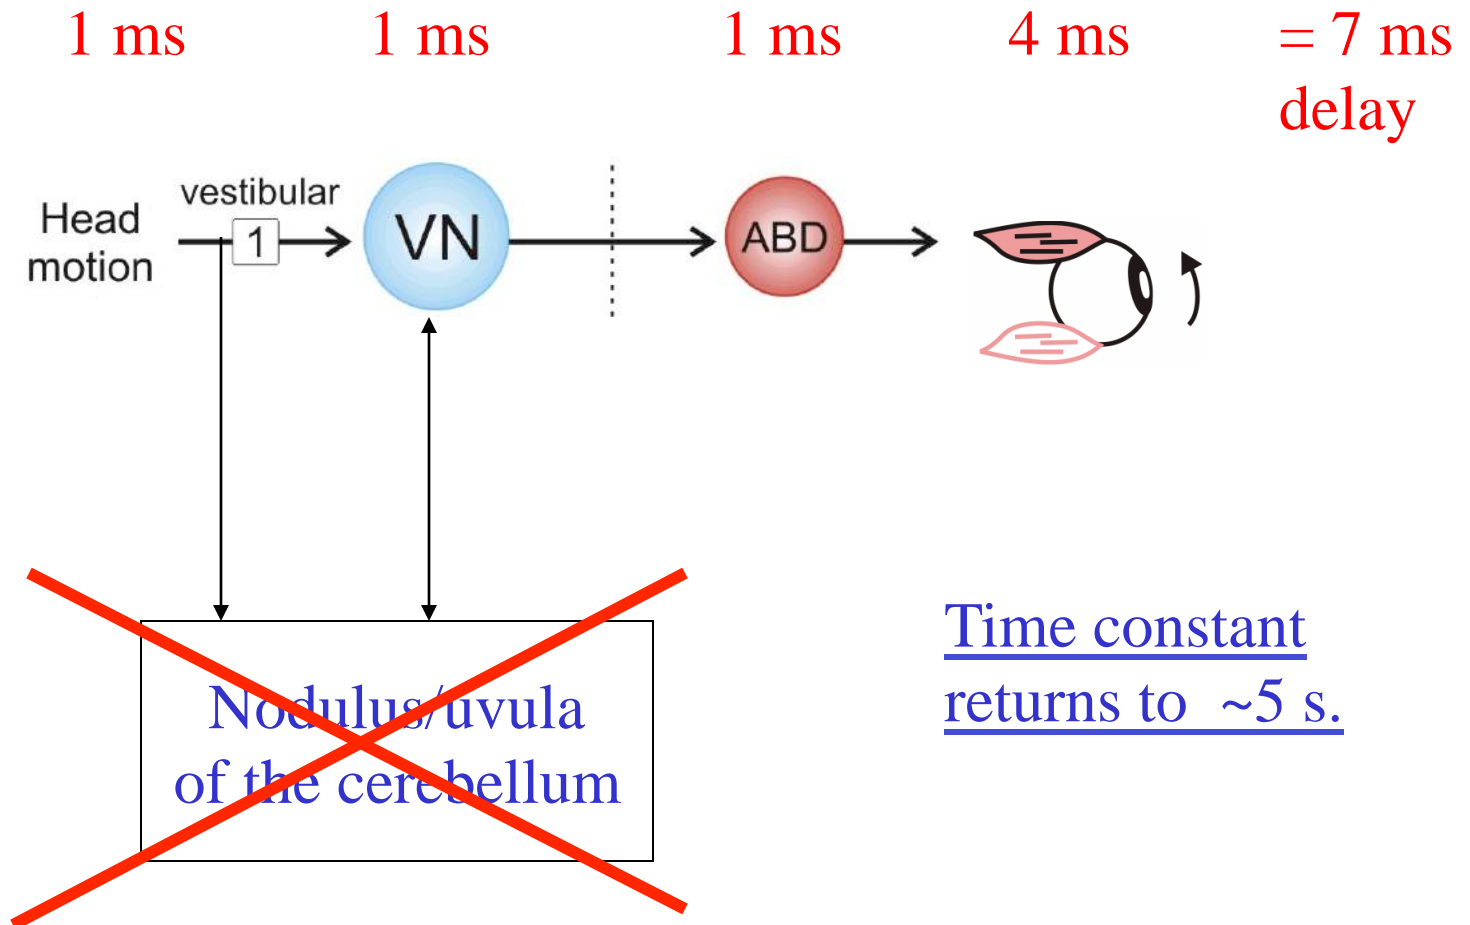 1 ms 1 ms 1 ms 4 ms = 7 ms
delay
vestibular
Head
motion
1
VN
ABD
Time constant
returns to ~5 s.
Nodulus/uvula
of the cerebellum